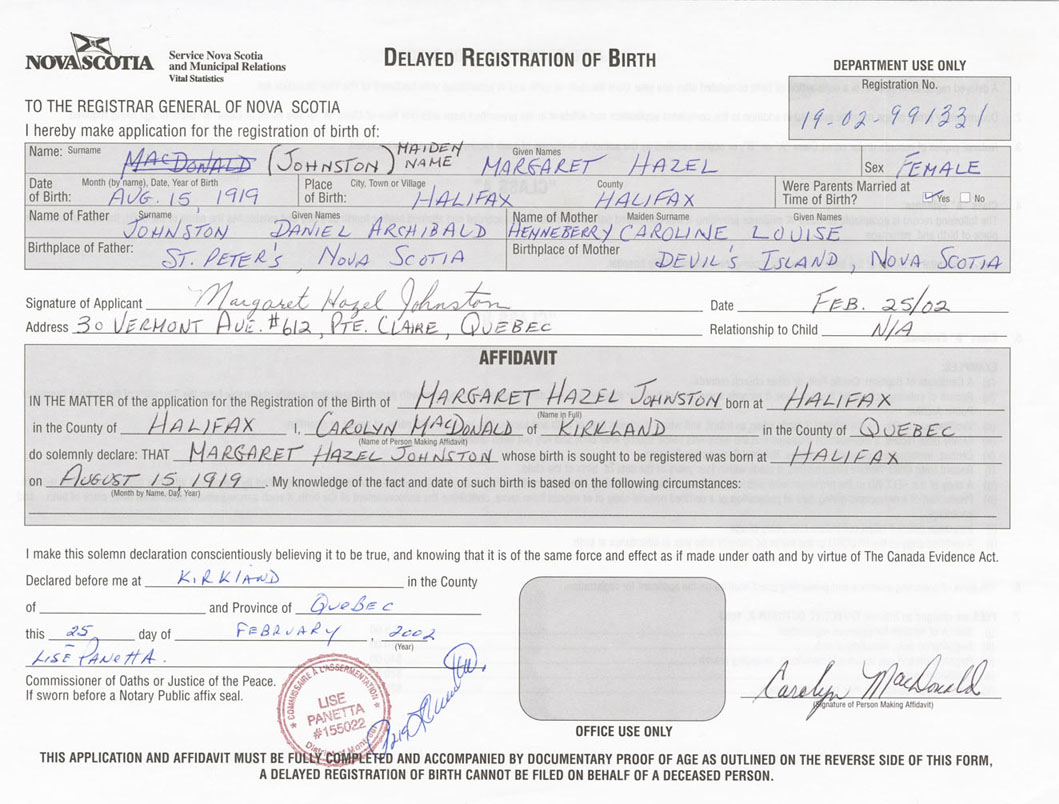 NOVA SCOTIA
Service Nova Scotia
and Municipal Relations
Vital Statistics
DELAYED REGISTRATION OF BIRTH
DEPARTMENT USE ONLY
Registration No.
19-02-991331
TO THE REGISTRAR GENERAL OF NOVA SCOTIA
I hereby make application for the registration of birth of:
Name: Surname MACDONALD (JOHNSTON) MAIDEN NAME Given Names MARGARET HAZEL Sex FEMALE
Date of Birth: Month (by name), Date, Year of Birth AUG. 15, 1919 Place of Birth: City, Town or Village HALIFAX County HALIFAX Were Parents Married at Time of Birth? Yes No
Name of Father Surname JOHNSTON Given Names DANIEL ARCHIBALD Name of Mother Maiden Surname HENNEBERRY Given Names CAROLINE LOUISE
Birthplace of Father: ST. PETER'S, NOVA SCOTIA Birthplace of Mother DEVIL'S ISLAND, NOVA SCOTIA
Signature of Applicant Margaret Hazel Johnston Date FEB. 25/02
Address 30 VERMONT AVE. #612, PTE. CLAIRE, QUEBEC Relationship to Child N/A
AFFIDAVIT
IN THE MATTER of the application for the Registration of the Birth of MARGARET HAZEL JOHNSTON born at HALIFAX
(Name in Full)
in the County of HALIFAX I, CAROLYN MACDONALD of KIRKLAND in the County of QUEBEC
(Name of Person Making Affidavit)
do solemnly declare: THAT MARGARET HAZEL JOHNSTON whose birth is sought to be registered was born at HALIFAX
on AUGUST 15, 1919. My knowledge of the fact and date of such birth is based on the following circumstances:
(Month by Name, Day, Year)
I make this solemn declaration conscientiously believing it to be true, and knowing that it is of the same force and effect as if made under oath and by virtue of The Canada Evidence Act.
Declared before me at KIRKLAND in the County
of and Province of QUEBEC
this 25 day of FEBRUARY, 2002
(Year)
LISE PANETTA.
Commissioner of Oaths or Justice of the Peace.
If sworn before a Notary Public affix seal.
COMMISSAIRE À L'ASSERMENTATION
LISE
PANETTA
#155022
OFFICE USE ONLY
Carolyn MacDonald
(Signature of Person Making Affidavit)
THIS APPLICATION AND AFFIDAVIT MUST BE FULLY COMPLETED AND ACCOMPANIED BY DOCUMENTARY PROOF OF AGE AS OUTLINED ON THE REVERSE SIDE OF THIS FORM,
A DELAYED REGISTRATION OF BIRTH CANNOT BE FILED ON BEHALF OF A DECEASED PERSON.